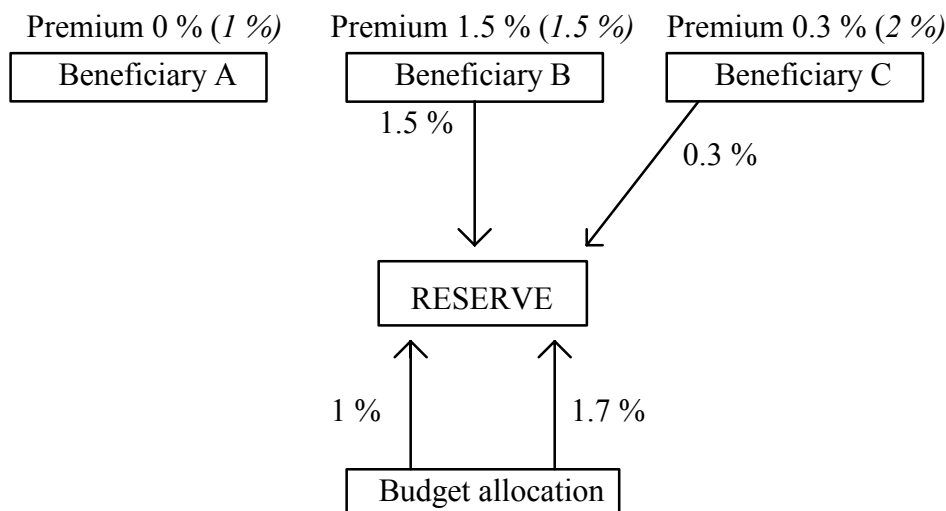 Premium 0 % (1 %)
Premium 1.5 % (1.5 %)
Premium 0.3 % (2 %)
Beneficiary A
Beneficiary B
Beneficiary C
1.5 %
0.3 %
RESERVE
1 %
1.7 %
Budget allocation